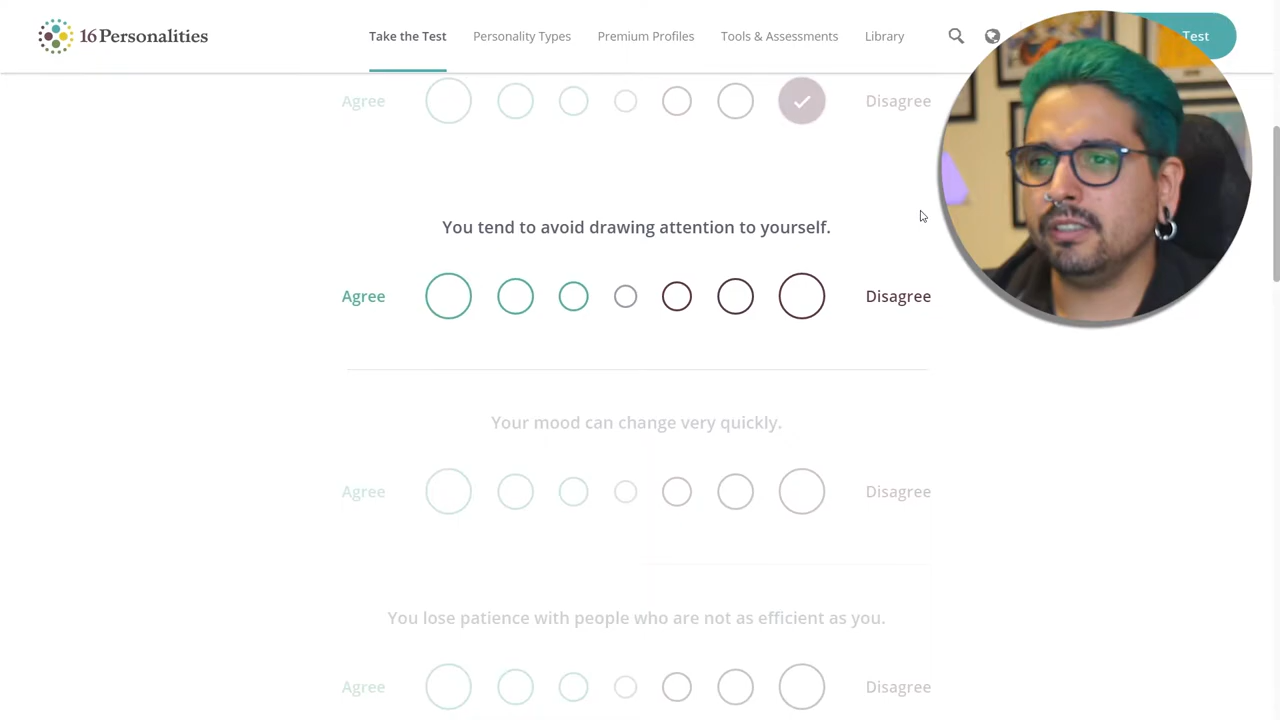 16Personalities
Take the Test
Personality Types
Premium Profiles
Tools & Assessments
Library
Test
Agree
Disagree
You tend to avoid drawing attention to yourself.
Agree
Disagree
Your mood can change very quickly.
Agree
Disagree
You lose patience with people who are not as efficient as you.
Agree
Disagree